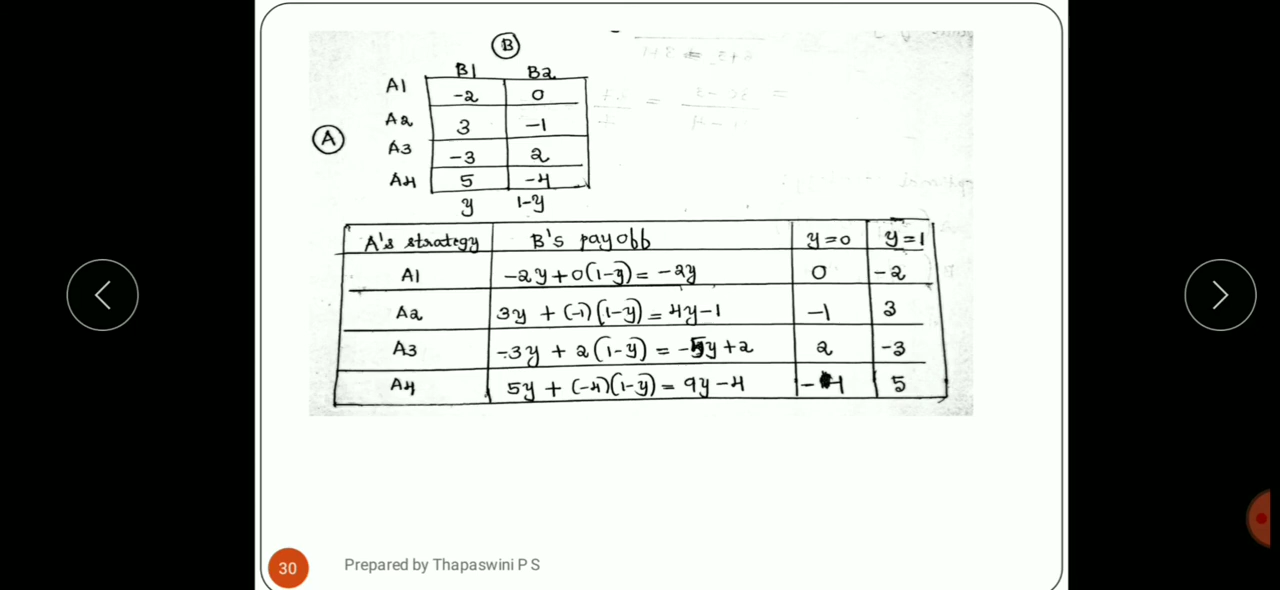 B
B1 B2
A1 -2 0
A2 3 -1
A A3 -3 2
A4 5 -4
y 1-y
A's strategy B's payobb y=0 y=1
A1 -2y+0(1-y)=-2y 0 -2
A2 3y+(-1)(1-y)=4y-1 -1 3
A3 -3y+2(1-y)=-5y+2 2 -3
A4 5y+(-4)(1-y)=9y-4 -4 5
30 Prepared by Thapaswini P S